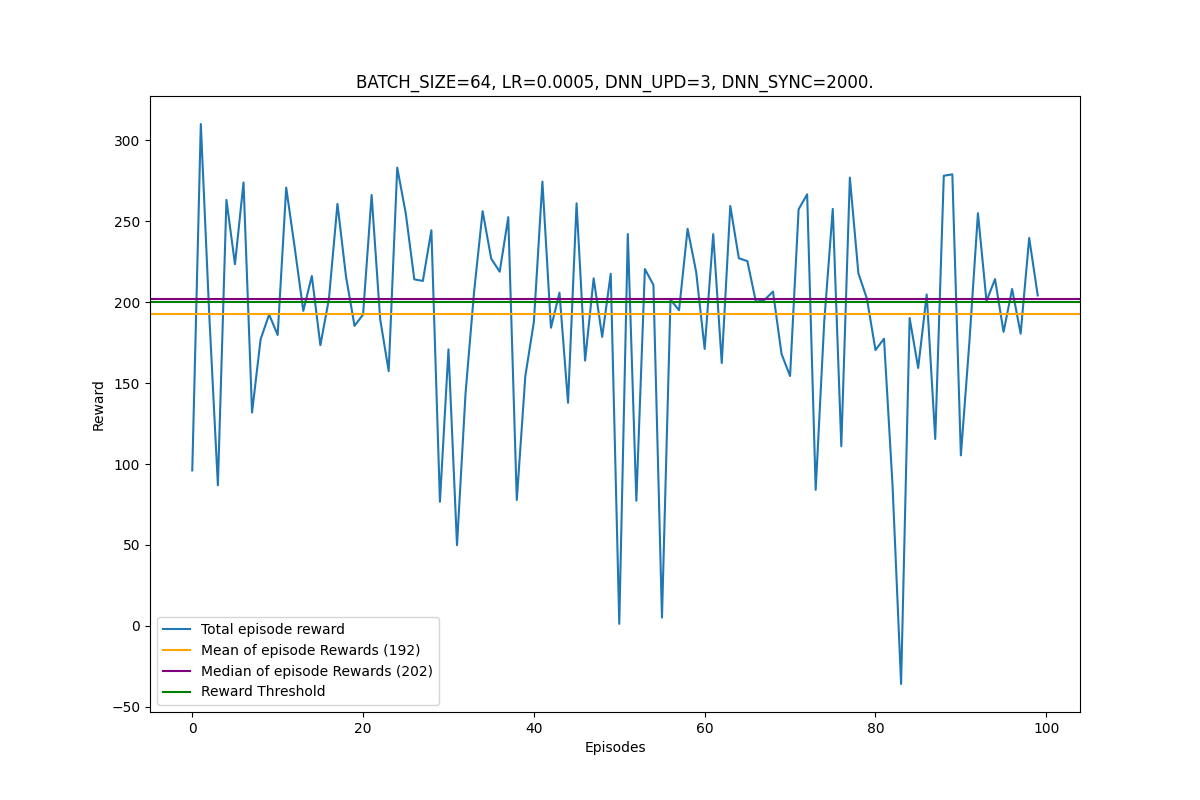 BATCH_SIZE=64, LR=0.0005, DNN_UPD=3, DNN_SYNC=2000.
300
250
200
150
100
50
0
−50
Reward
Total episode reward
Mean of episode Rewards (192)
Median of episode Rewards (202)
Reward Threshold
0 20 40 60 80 100
Episodes